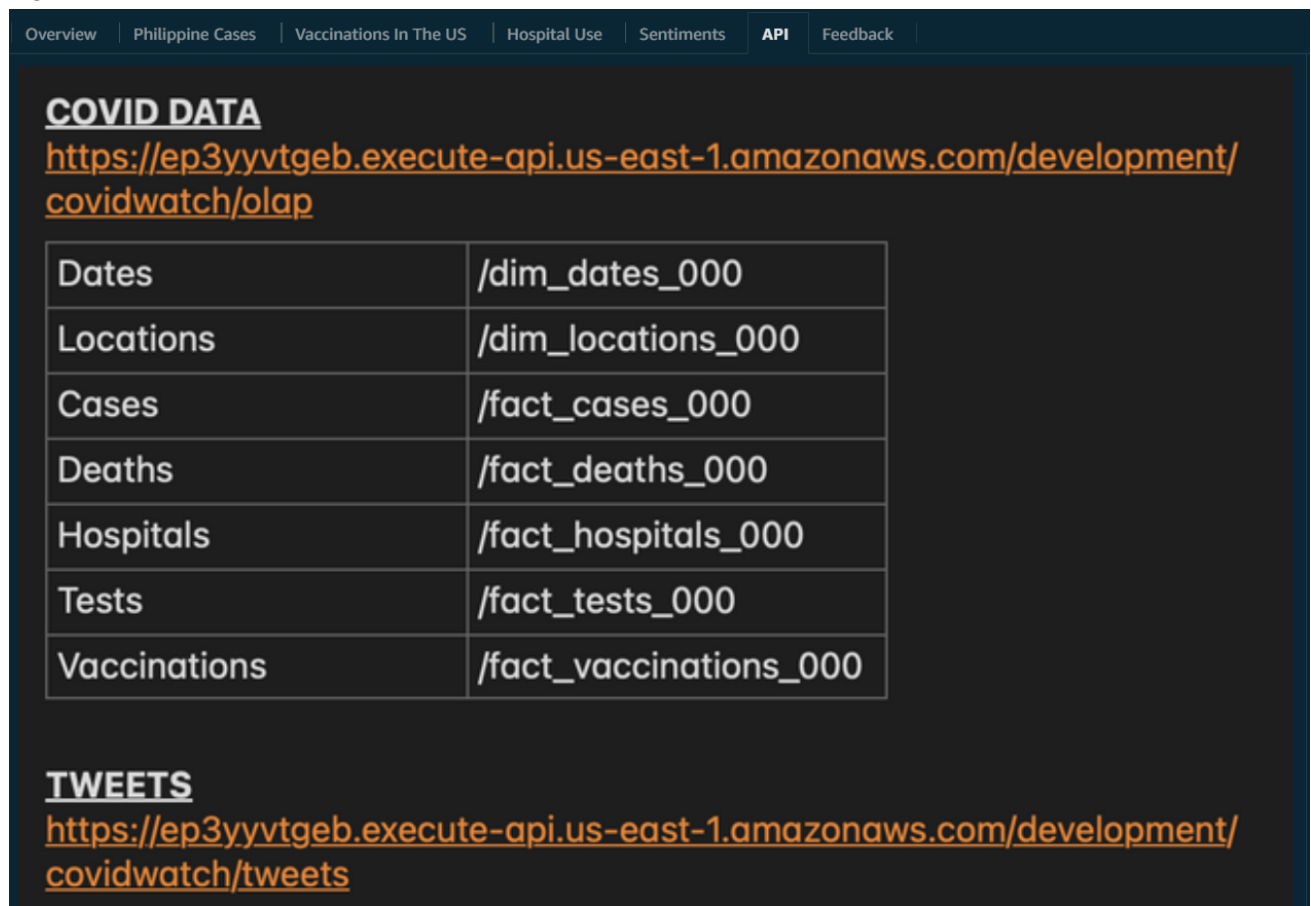 Overview Philippine Cases Vaccinations In The US Hospital Use Sentiments API Feedback
COVID DATA
https://ep3yyvtgeb.execute-api.us-east-1.amazonaws.com/development/
covidwatch/olap
Dates /dim_dates_000
Locations /dim_locations_000
Cases /fact_cases_000
Deaths /fact_deaths_000
Hospitals /fact_hospitals_000
Tests /fact_tests_000
Vaccinations /fact_vaccinations_000
TWEETS
https://ep3yyvtgeb.execute-api.us-east-1.amazonaws.com/development/
covidwatch/tweets